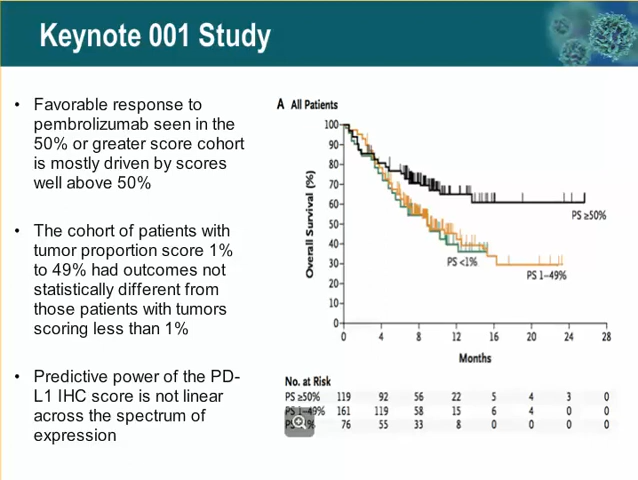 Keynote 001 Study
• Favorable response to
pembrolizumab seen in the
50% or greater score cohort
is mostly driven by scores
well above 50%
• The cohort of patients with
tumor proportion score 1%
to 49% had outcomes not
statistically different from
those patients with tumors
scoring less than 1%
• Predictive power of the PD-
L1 IHC score is not linear
across the spectrum of
expression
A All Patients
Overall Survival (%)
100
90
80
70
60
50
40
30
20
10
0
PS ≥50%
PS <1%
PS 1–49%
0 4 8 12 16 20 24 28
Months
No. at Risk
PS ≥50% 119 92 56 22 5 4 3 0
PS 1–49% 161 119 58 15 6 4 0 0
76 55 33 8 0 0 0 0